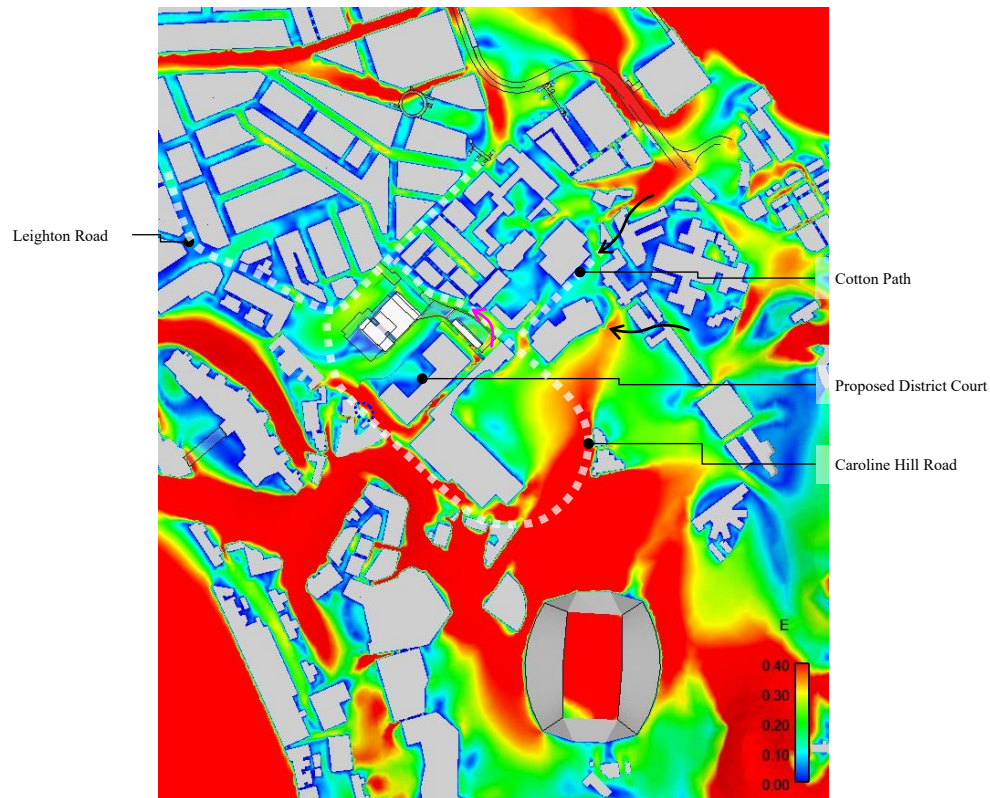 Leighton Road
Cotton Path
Proposed District Court
Caroline Hill Road
E
0.40
0.30
0.20
0.10
0.00